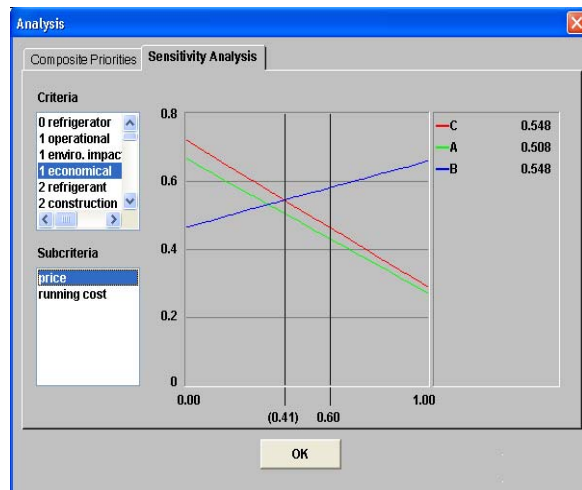 Analysis
Composite Priorities
Sensitivity Analysis
Criteria
0 refrigerator
1 operational
1 enviro. impac
1 economical
2 refrigerant
2 construction
Subcriteria
price
running cost
0.8
0.6
0.4
0.2
0
0.00
(0.41)
0.60
1.00
C 0.548
A 0.508
B 0.548
OK